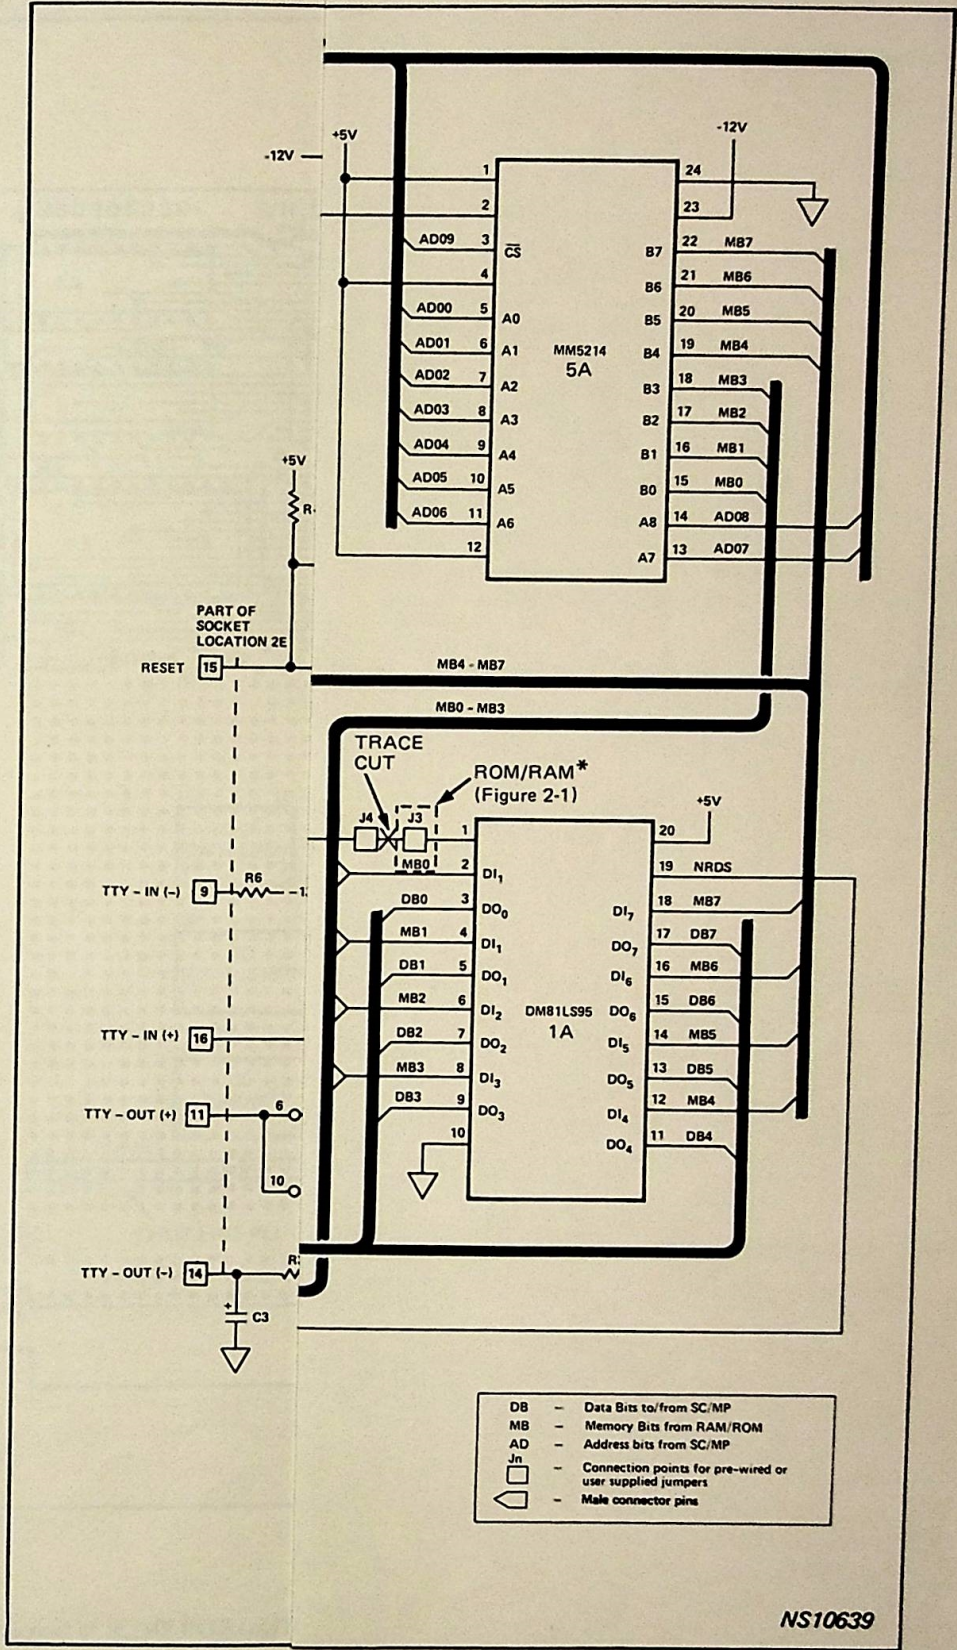 +5V
-12V
-12V
1
24
2
23
AD09 3 CS
22 MB7
B7
4
21 MB6
B6
AD00 5 A0
20 MB5
B5
AD01 6 A1
MM5214
5A
19 MB4
B4
AD02 7 A2
18 MB3
B3
AD03 8 A3
17 MB2
B2
AD04 9 A4
16 MB1
B1
AD05 10 A5
15 MB0
B0
AD06 11 A6
14 AD08
A8
12
13 AD07
A7
+5V
R
PART OF
SOCKET
LOCATION 2E
RESET 15
MB4 - MB7
MB0 - MB3
TRACE
CUT
ROM/RAM*
(Figure 2-1)
J4
J3
1
+5V
20
MB0 2 DI1
19 NRDS
DB0 3 DO0
18 MB7
DI7
MB1 4 DI1
17 DB7
DO7
DB1 5 DO1
16 MB6
DI6
MB2 6 DI2
DM81LS95
1A
15 DB6
DO6
DB2 7 DO2
14 MB5
DI5
MB3 8 DI3
13 DB5
DO5
DB3 9 DO3
12 MB4
DI4
10
11 DB4
DO4
TTY - IN (-) 9 R6 -1
TTY - IN (+) 16
TTY - OUT (+) 11 6
10
TTY - OUT (-) 14 R
+ C3
DB - Data Bits to/from SC/MP
MB - Memory Bits from RAM/ROM
AD - Address bits from SC/MP
Jn
- Connection points for pre-wired or
user supplied jumpers
- Male connector pins
NS10639